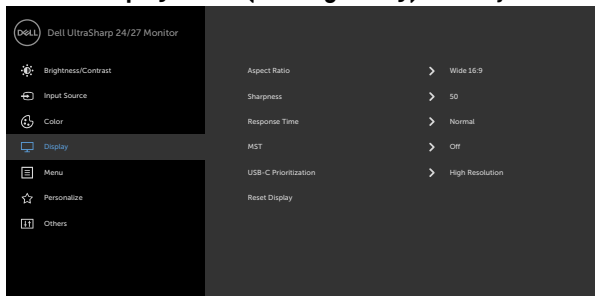 DELL Dell UltraSharp 24/27 Monitor
Brightness/Contrast Aspect Ratio Wide 16:9
Input Source Sharpness 50
Color Response Time Normal
Display MST Off
Menu USB-C Prioritization High Resolution
Personalize Reset Display
Others